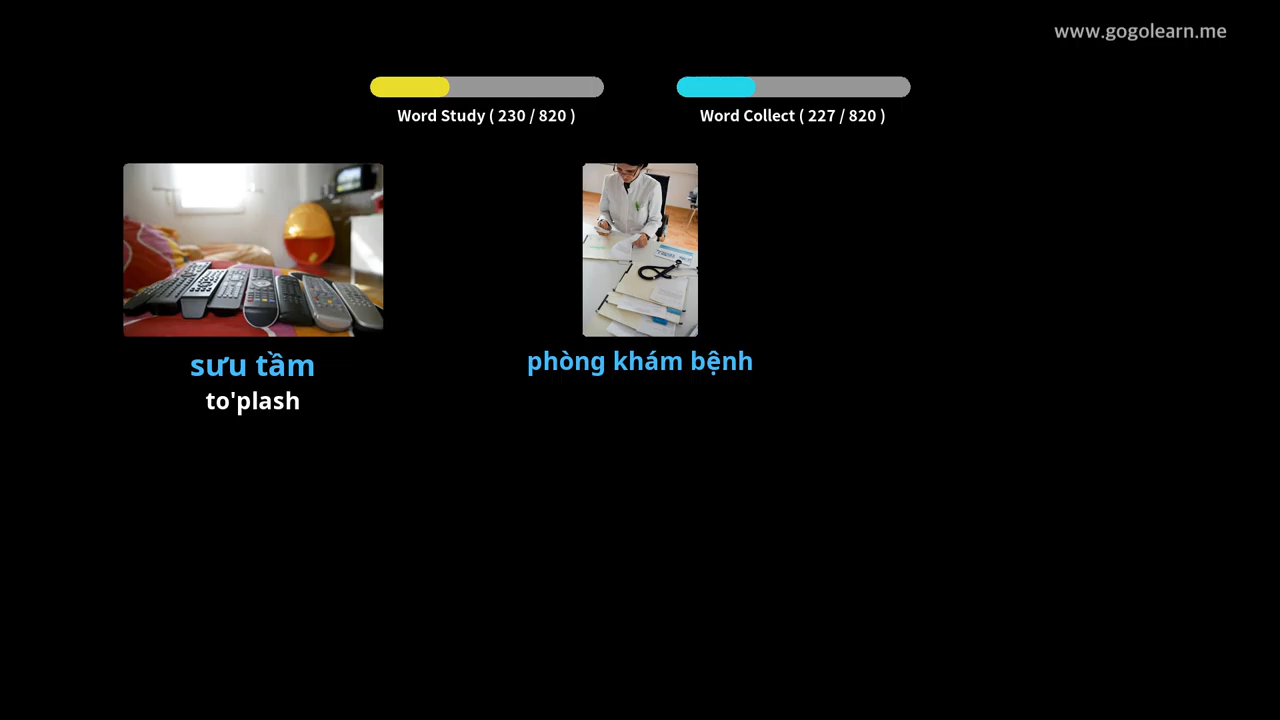 www.gogolearn.me
Word Study ( 230 / 820 )
Word Collect ( 227 / 820 )
sưu tầm
to'plash
phòng khám bệnh